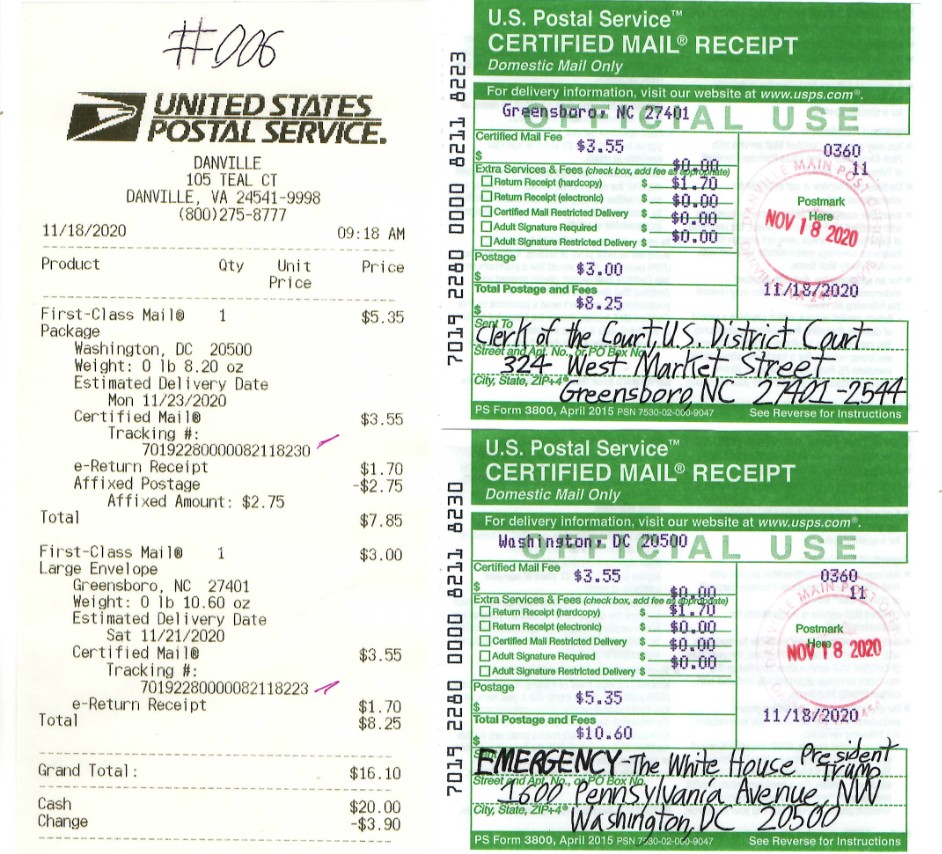 #006
UNITED STATES
POSTAL SERVICE.
DANVILLE
105 TEAL CT
DANVILLE, VA 24541-9998
(800)275-8777
11/18/2020 09:18 AM
Product Qty Unit Price
Price
First-Class Mail® 1 $5.35
Package
Washington, DC 20500
Weight: 0 lb 8.20 oz
Estimated Delivery Date
Mon 11/23/2020
Certified Mail® $3.55
Tracking #:
70192280000082118230
e-Return Receipt $1.70
Affixed Postage -$2.75
Affixed Amount: $2.75
Total $7.85
First-Class Mail® 1 $3.00
Large Envelope
Greensboro, NC 27401
Weight: 0 lb 10.60 oz
Estimated Delivery Date
Sat 11/21/2020
Certified Mail® $3.55
Tracking #:
70192280000082118223
e-Return Receipt $1.70
Total $8.25
Grand Total: $16.10
Cash $20.00
Change -$3.90
7019 2280 0000 8211 8223
U.S. Postal Service™
CERTIFIED MAIL® RECEIPT
Domestic Mail Only
For delivery information, visit our website at www.usps.com®.
OFFICIAL USE
Greensboro, NC 27401
Certified Mail Fee
$ $3.55
0360
11
Extra Services & Fees (check box, add fee as appropriate)
$0.00
Return Receipt (hardcopy) $ $1.70
Return Receipt (electronic) $ $0.00
Certified Mail Restricted Delivery $ $0.00
Adult Signature Required $ $0.00
Adult Signature Restricted Delivery $
DANVILLE MAIN POST
Postmark
Here
NOV 18 2020
Postage
$3.00
Total Postage and Fees
$ $8.25
11/18/2020
Sent To
Clerk of the Court, U.S. District Court
Street and Apt. No., or PO Box No.
324 West Market Street
City, State, ZIP+4®
Greensboro, NC 27401-2544
PS Form 3800, April 2015 PSN 7530-02-000-9047 See Reverse for Instructions
7019 2280 0000 8211 8230
U.S. Postal Service™
CERTIFIED MAIL® RECEIPT
Domestic Mail Only
For delivery information, visit our website at www.usps.com®.
OFFICIAL USE
Washington, DC 20500
Certified Mail Fee
$ $3.55
0360
11
Extra Services & Fees (check box, add fee as appropriate)
$0.00
Return Receipt (hardcopy) $ $1.70
Return Receipt (electronic) $ $0.00
Certified Mail Restricted Delivery $ $0.00
Adult Signature Required $ $0.00
Adult Signature Restricted Delivery $
MAIN POST
Postmark
Here
NOV 18 2020
Postage
$5.35
Total Postage and Fees
$ $10.60
11/18/2020
EMERGENCY-The White House President Trump
Street and Apt. No., or PO Box No.
1600 Pennsylvania Avenue, NW
City, State, ZIP+4®
Washington, DC 20500
PS Form 3800, April 2015 PSN 7530-02-000-9047 See Reverse for Instructions